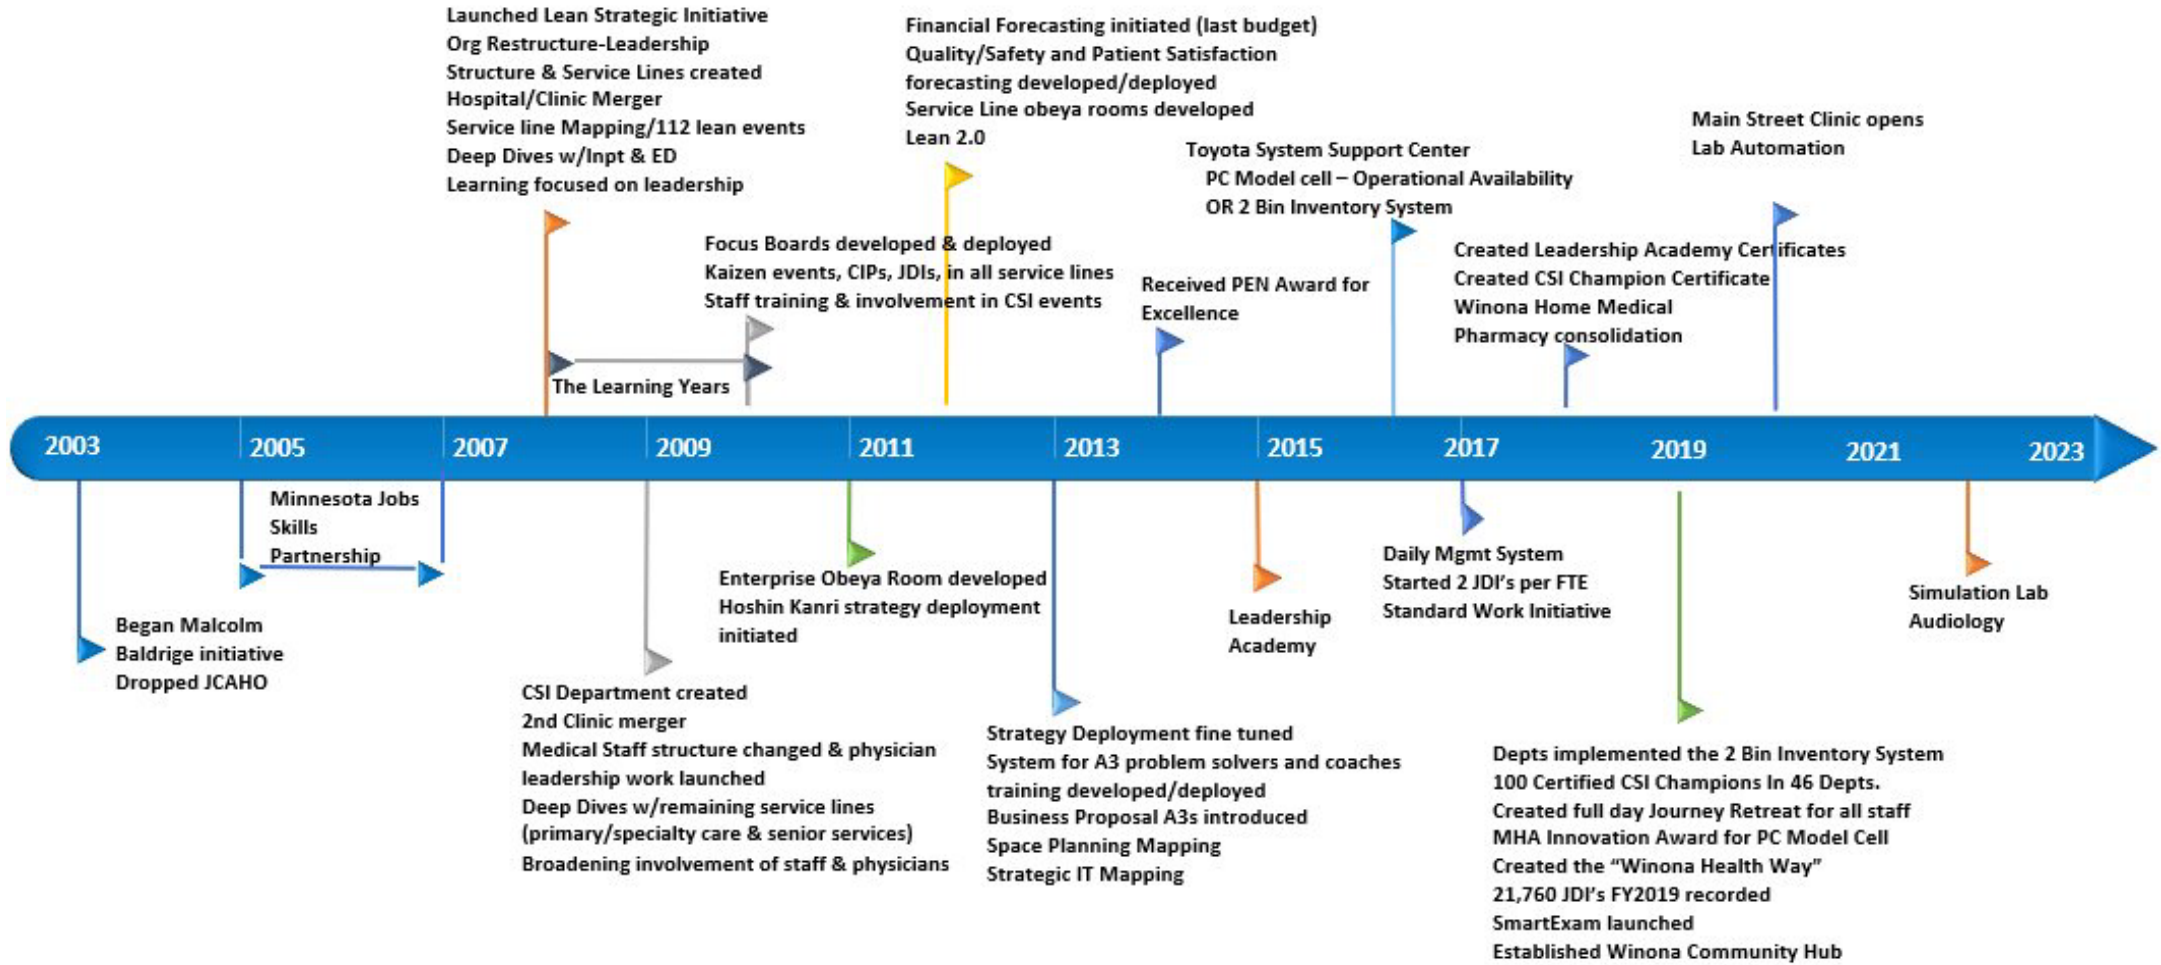 Launched Lean Strategic Initiative
Org Restructure-Leadership
Structure & Service Lines created
Hospital/Clinic Merger
Service line Mapping/112 lean events
Deep Dives w/Inpt & ED
Learning focused on leadership
Financial Forecasting initiated (last budget)
Quality/Safety and Patient Satisfaction
forecasting developed/deployed
Service Line obeya rooms developed
Lean 2.0
Main Street Clinic opens
Lab Automation
Toyota System Support Center
PC Model cell – Operational Availability
OR 2 Bin Inventory System
Focus Boards developed & deployed
Kaizen events, CIPs, JDIs, in all service lines
Staff training & involvement in CSI events
Received PEN Award for
Excellence
Created Leadership Academy Certificates
Created CSI Champion Certificate
Winona Home Medical
Pharmacy consolidation
The Learning Years
2003
2005
2007
2009
2011
2013
2015
2017
2019
2021
2023
Minnesota Jobs
Skills
Partnership
Began Malcolm
Baldrige initiative
Dropped JCAHO
Enterprise Obeya Room developed
Hoshin Kanri strategy deployment
initiated
Leadership
Academy
Daily Mgmt System
Started 2 JDI's per FTE
Standard Work Initiative
Simulation Lab
Audiology
CSI Department created
2nd Clinic merger
Medical Staff structure changed & physician
leadership work launched
Deep Dives w/remaining service lines
(primary/specialty care & senior services)
Broadening involvement of staff & physicians
Strategy Deployment fine tuned
System for A3 problem solvers and coaches
training developed/deployed
Business Proposal A3s introduced
Space Planning Mapping
Strategic IT Mapping
Depts implemented the 2 Bin Inventory System
100 Certified CSI Champions In 46 Depts.
Created full day Journey Retreat for all staff
MHA Innovation Award for PC Model Cell
Created the “Winona Health Way”
21,760 JDI's FY2019 recorded
SmartExam launched
Established Winona Community Hub